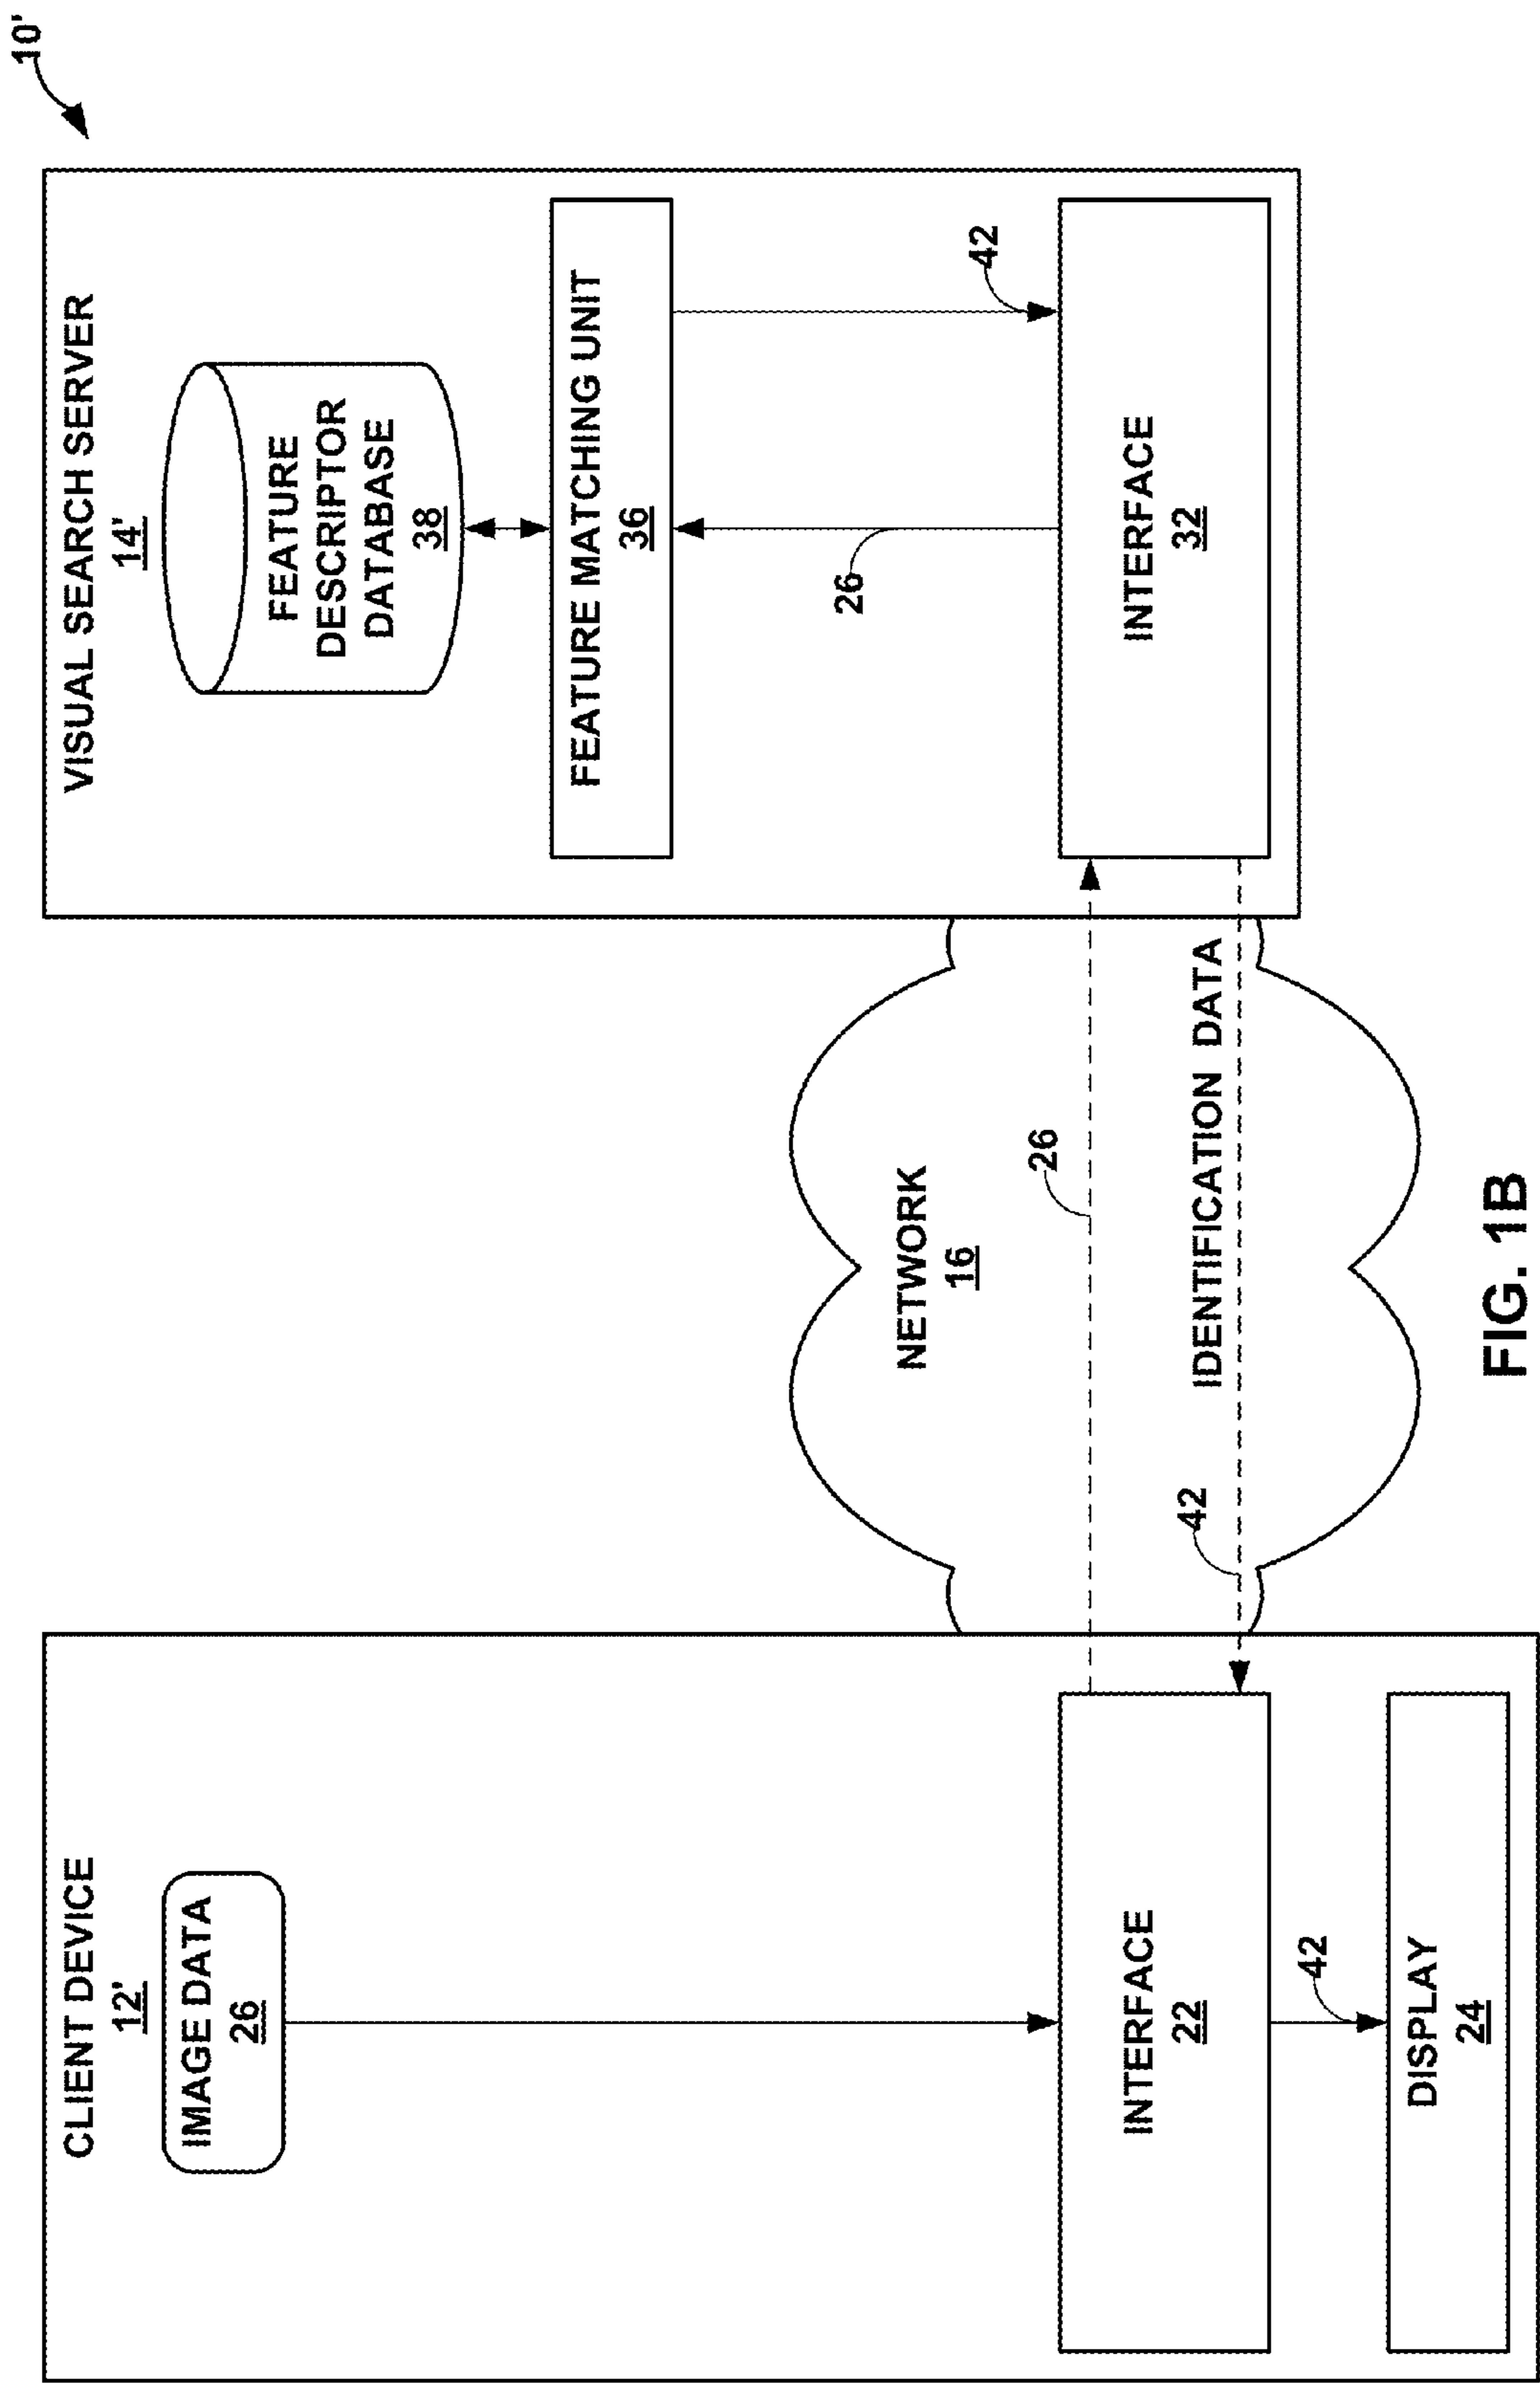 10'
CLIENT DEVICE
12'
IMAGE DATA
26
INTERFACE
22
42
DISPLAY
24
NETWORK
16
26
IDENTIFICATION DATA
42
VISUAL SEARCH SERVER
14'
FEATURE
DESCRIPTOR
DATABASE
38
FEATURE MATCHING UNIT
36
26
42
INTERFACE
32
FIG. 1B